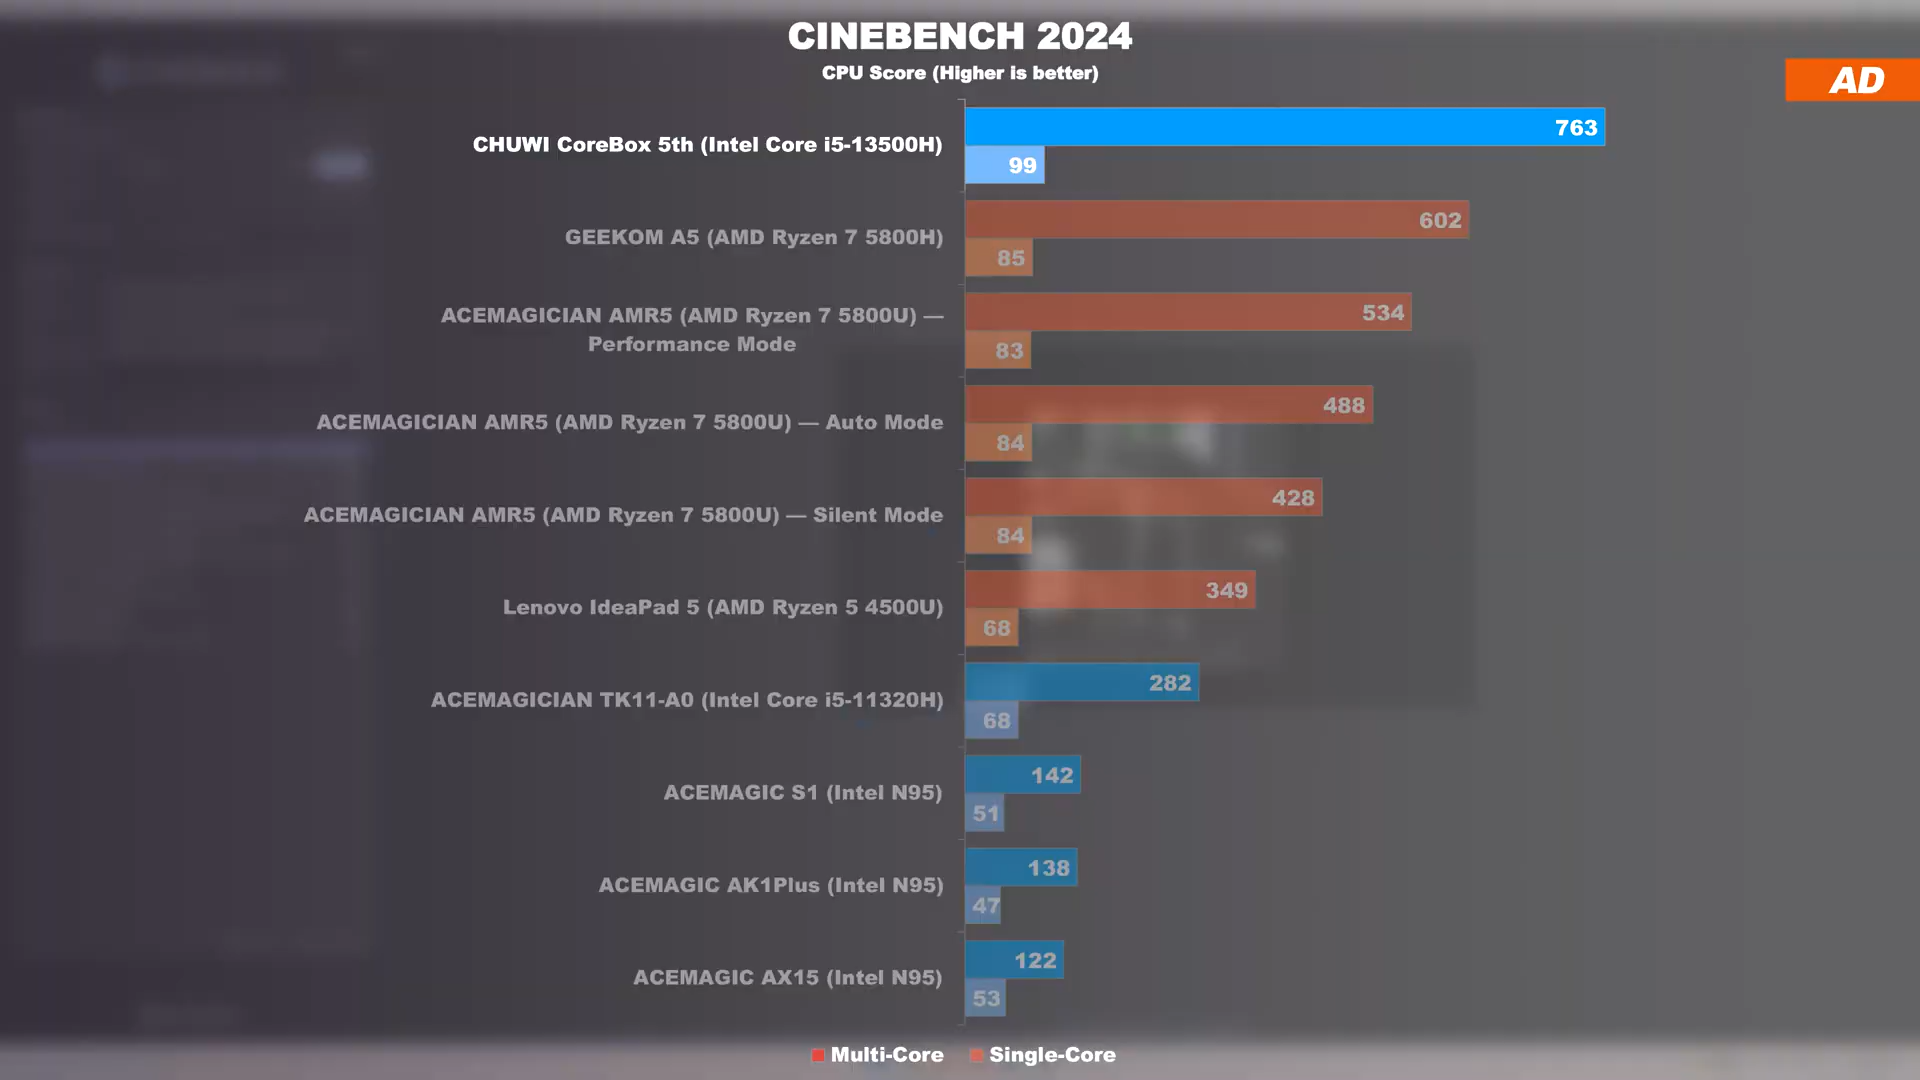 CINEBENCH 2024
CPU Score (Higher is better)
AD
CHUWI CoreBox 5th (Intel Core i5-13500H)
763
99
GEEKOM A5 (AMD Ryzen 7 5800H)
602
85
ACEMAGICIAN AMR5 (AMD Ryzen 7 5800U) —
Performance Mode
534
83
ACEMAGICIAN AMR5 (AMD Ryzen 7 5800U) — Auto Mode
488
84
ACEMAGICIAN AMR5 (AMD Ryzen 7 5800U) — Silent Mode
428
84
Lenovo IdeaPad 5 (AMD Ryzen 5 4500U)
349
68
ACEMAGICIAN TK11-A0 (Intel Core i5-11320H)
282
68
ACEMAGIC S1 (Intel N95)
142
51
ACEMAGIC AK1Plus (Intel N95)
138
47
ACEMAGIC AX15 (Intel N95)
122
53
Multi-Core Single-Core